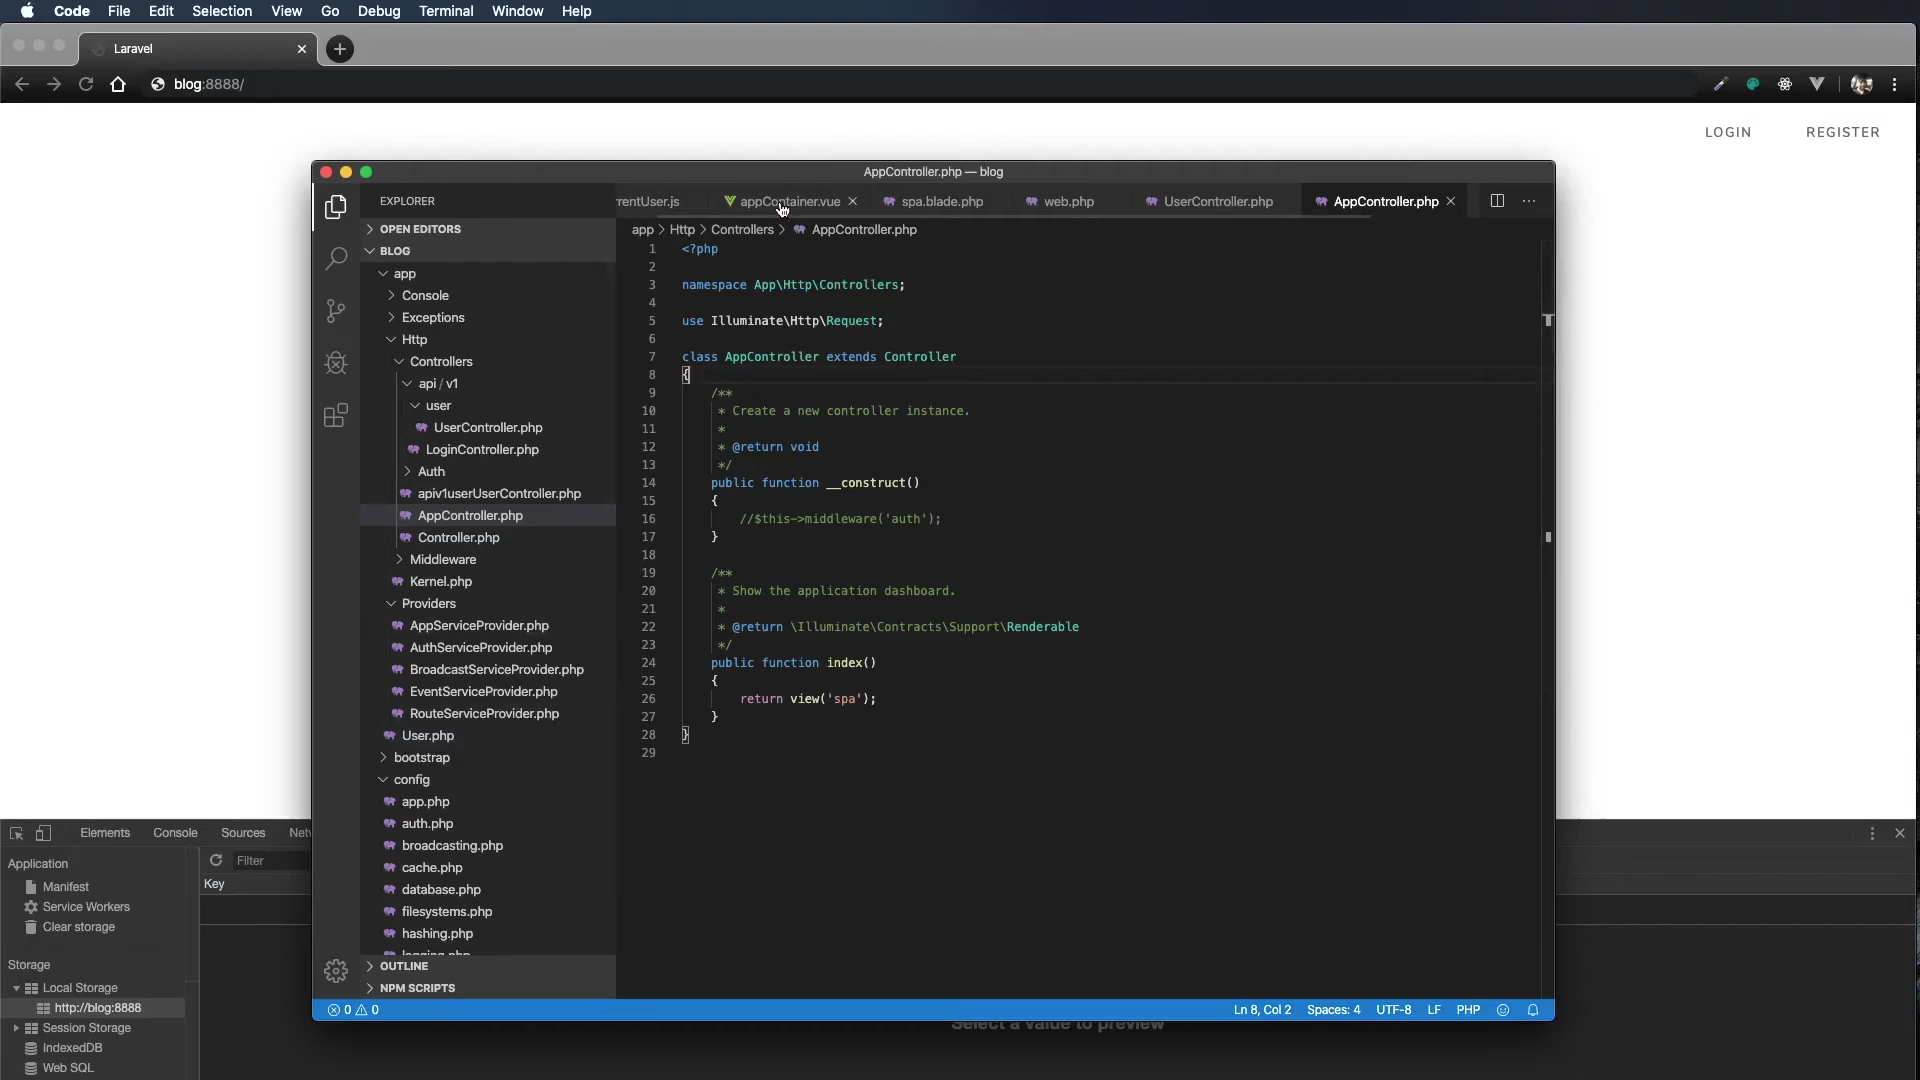 Code File Edit Selection View Go Debug Terminal Window Help
Laravel
blog:8888/
LOGIN REGISTER
AppController.php — blog
EXPLORER
rrentUser.js appContainer.vue spa.blade.php web.php UserController.php AppController.php
OPEN EDITORS
BLOG
app
Console
Exceptions
Http
Controllers
api / v1
user
UserController.php
LoginController.php
Auth
apiv1userUserController.php
AppController.php
Controller.php
Middleware
Kernel.php
Providers
AppServiceProvider.php
AuthServiceProvider.php
BroadcastServiceProvider.php
EventServiceProvider.php
RouteServiceProvider.php
User.php
bootstrap
config
app.php
auth.php
broadcasting.php
cache.php
database.php
filesystems.php
hashing.php
OUTLINE
NPM SCRIPTS
app > Http > Controllers > AppController.php
1 <?php
2
3 namespace App\Http\Controllers;
4
5 use Illuminate\Http\Request;
6
7 class AppController extends Controller
8 {
9 /**
10 * Create a new controller instance.
11 *
12 * @return void
13 */
14 public function __construct()
15 {
16 //$this->middleware('auth');
17 }
18
19 /**
20 * Show the application dashboard.
21 *
22 * @return \Illuminate\Contracts\Support\Renderable
23 */
24 public function index()
25 {
26 return view('spa');
27 }
28 }
29
0 0 Ln 8, Col 2 Spaces: 4 UTF-8 LF PHP
Elements Console Sources Net
Application
Manifest
Service Workers
Clear storage
Storage
Local Storage
http://blog:8888
Session Storage
IndexedDB
Web SQL
Filter
Key
Select a value to preview